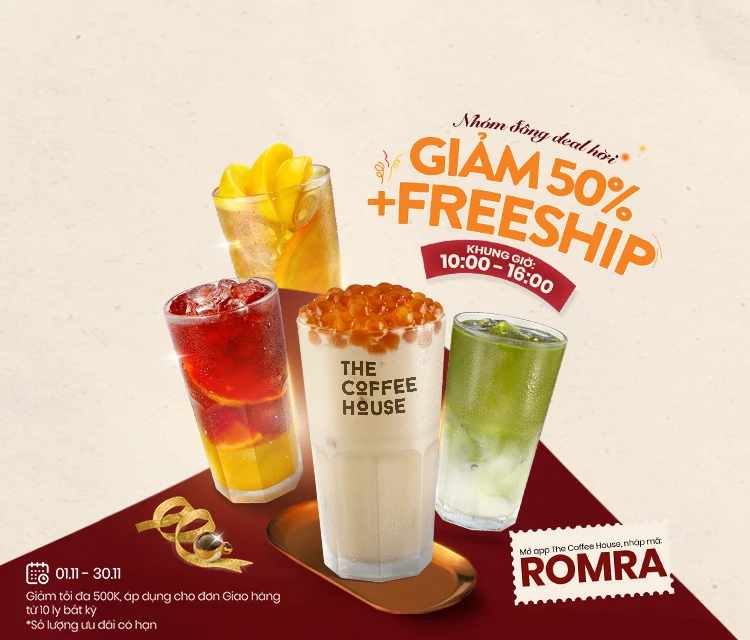 Nhóm đông deal hời
GIẢM 50%
+FREESHIP
KHUNG GIỜ:
10:00 - 16:00
THE
COFFEE
HOUSE
Mở app The Coffee House, nhập mã:
ROMRA
01.11 - 30.11
Giảm tối đa 500K, áp dụng cho đơn Giao hàng
từ 10 ly bất kỳ
*Số lượng ưu đãi có hạn